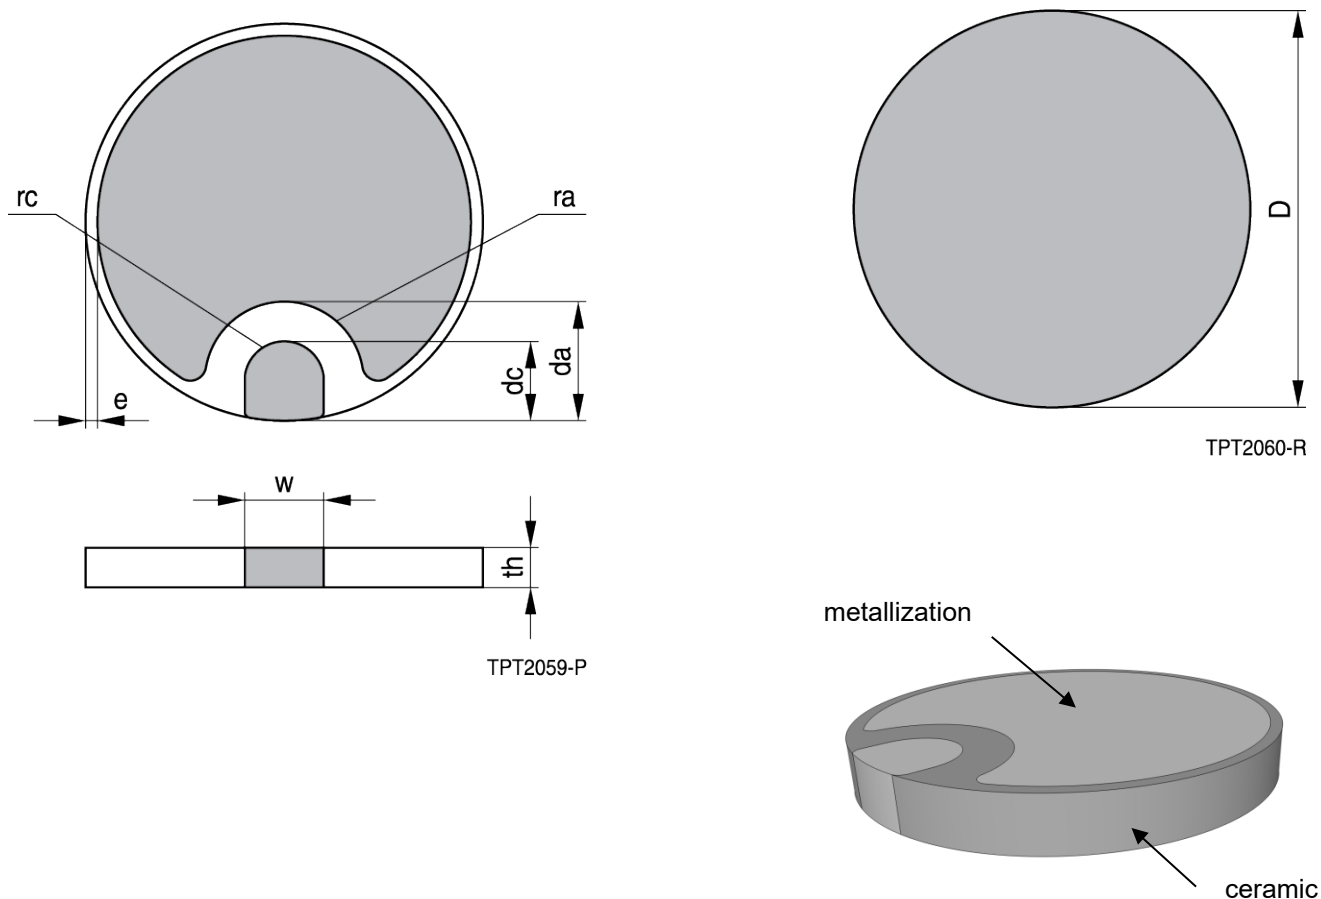 rc
ra
D
da
dc
e
TPT2060-R
w
th
metallization
TPT2059-P
ceramic